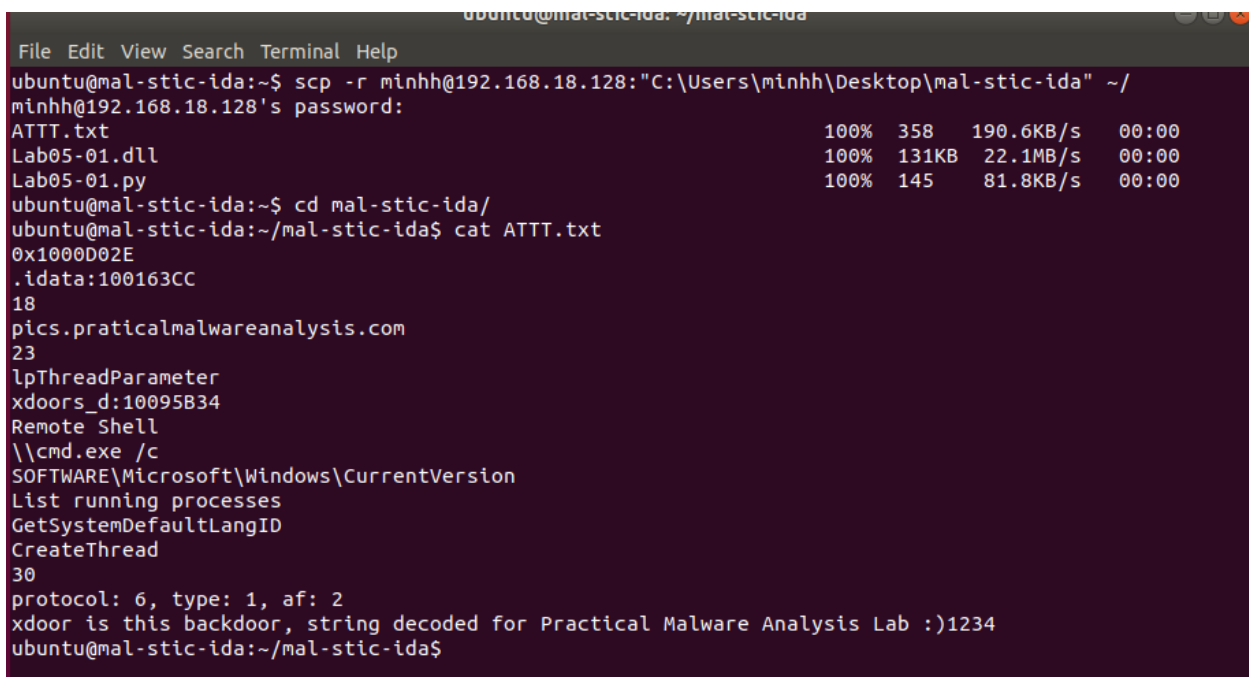 ubuntu@mal-stic-ida: ~/mal-stic-ida
File Edit View Search Terminal Help
ubuntu@mal-stic-ida:~$ scp -r minhh@192.168.18.128:"C:\Users\minhh\Desktop\mal-stic-ida" ~/
minhh@192.168.18.128's password:
ATTT.txt 100% 358 190.6KB/s 00:00
Lab05-01.dll 100% 131KB 22.1MB/s 00:00
Lab05-01.py 100% 145 81.8KB/s 00:00
ubuntu@mal-stic-ida:~$ cd mal-stic-ida/
ubuntu@mal-stic-ida:~/mal-stic-ida$ cat ATTT.txt
0x1000D02E
.idata:100163CC
18
pics.praticalmalwareanalysis.com
23
lpThreadParameter
xdoors_d:10095B34
Remote Shell
\\cmd.exe /c
SOFTWARE\Microsoft\Windows\CurrentVersion
List running processes
GetSystemDefaultLangID
CreateThread
30
protocol: 6, type: 1, af: 2
xdoor is this backdoor, string decoded for Practical Malware Analysis Lab :)1234
ubuntu@mal-stic-ida:~/mal-stic-ida$